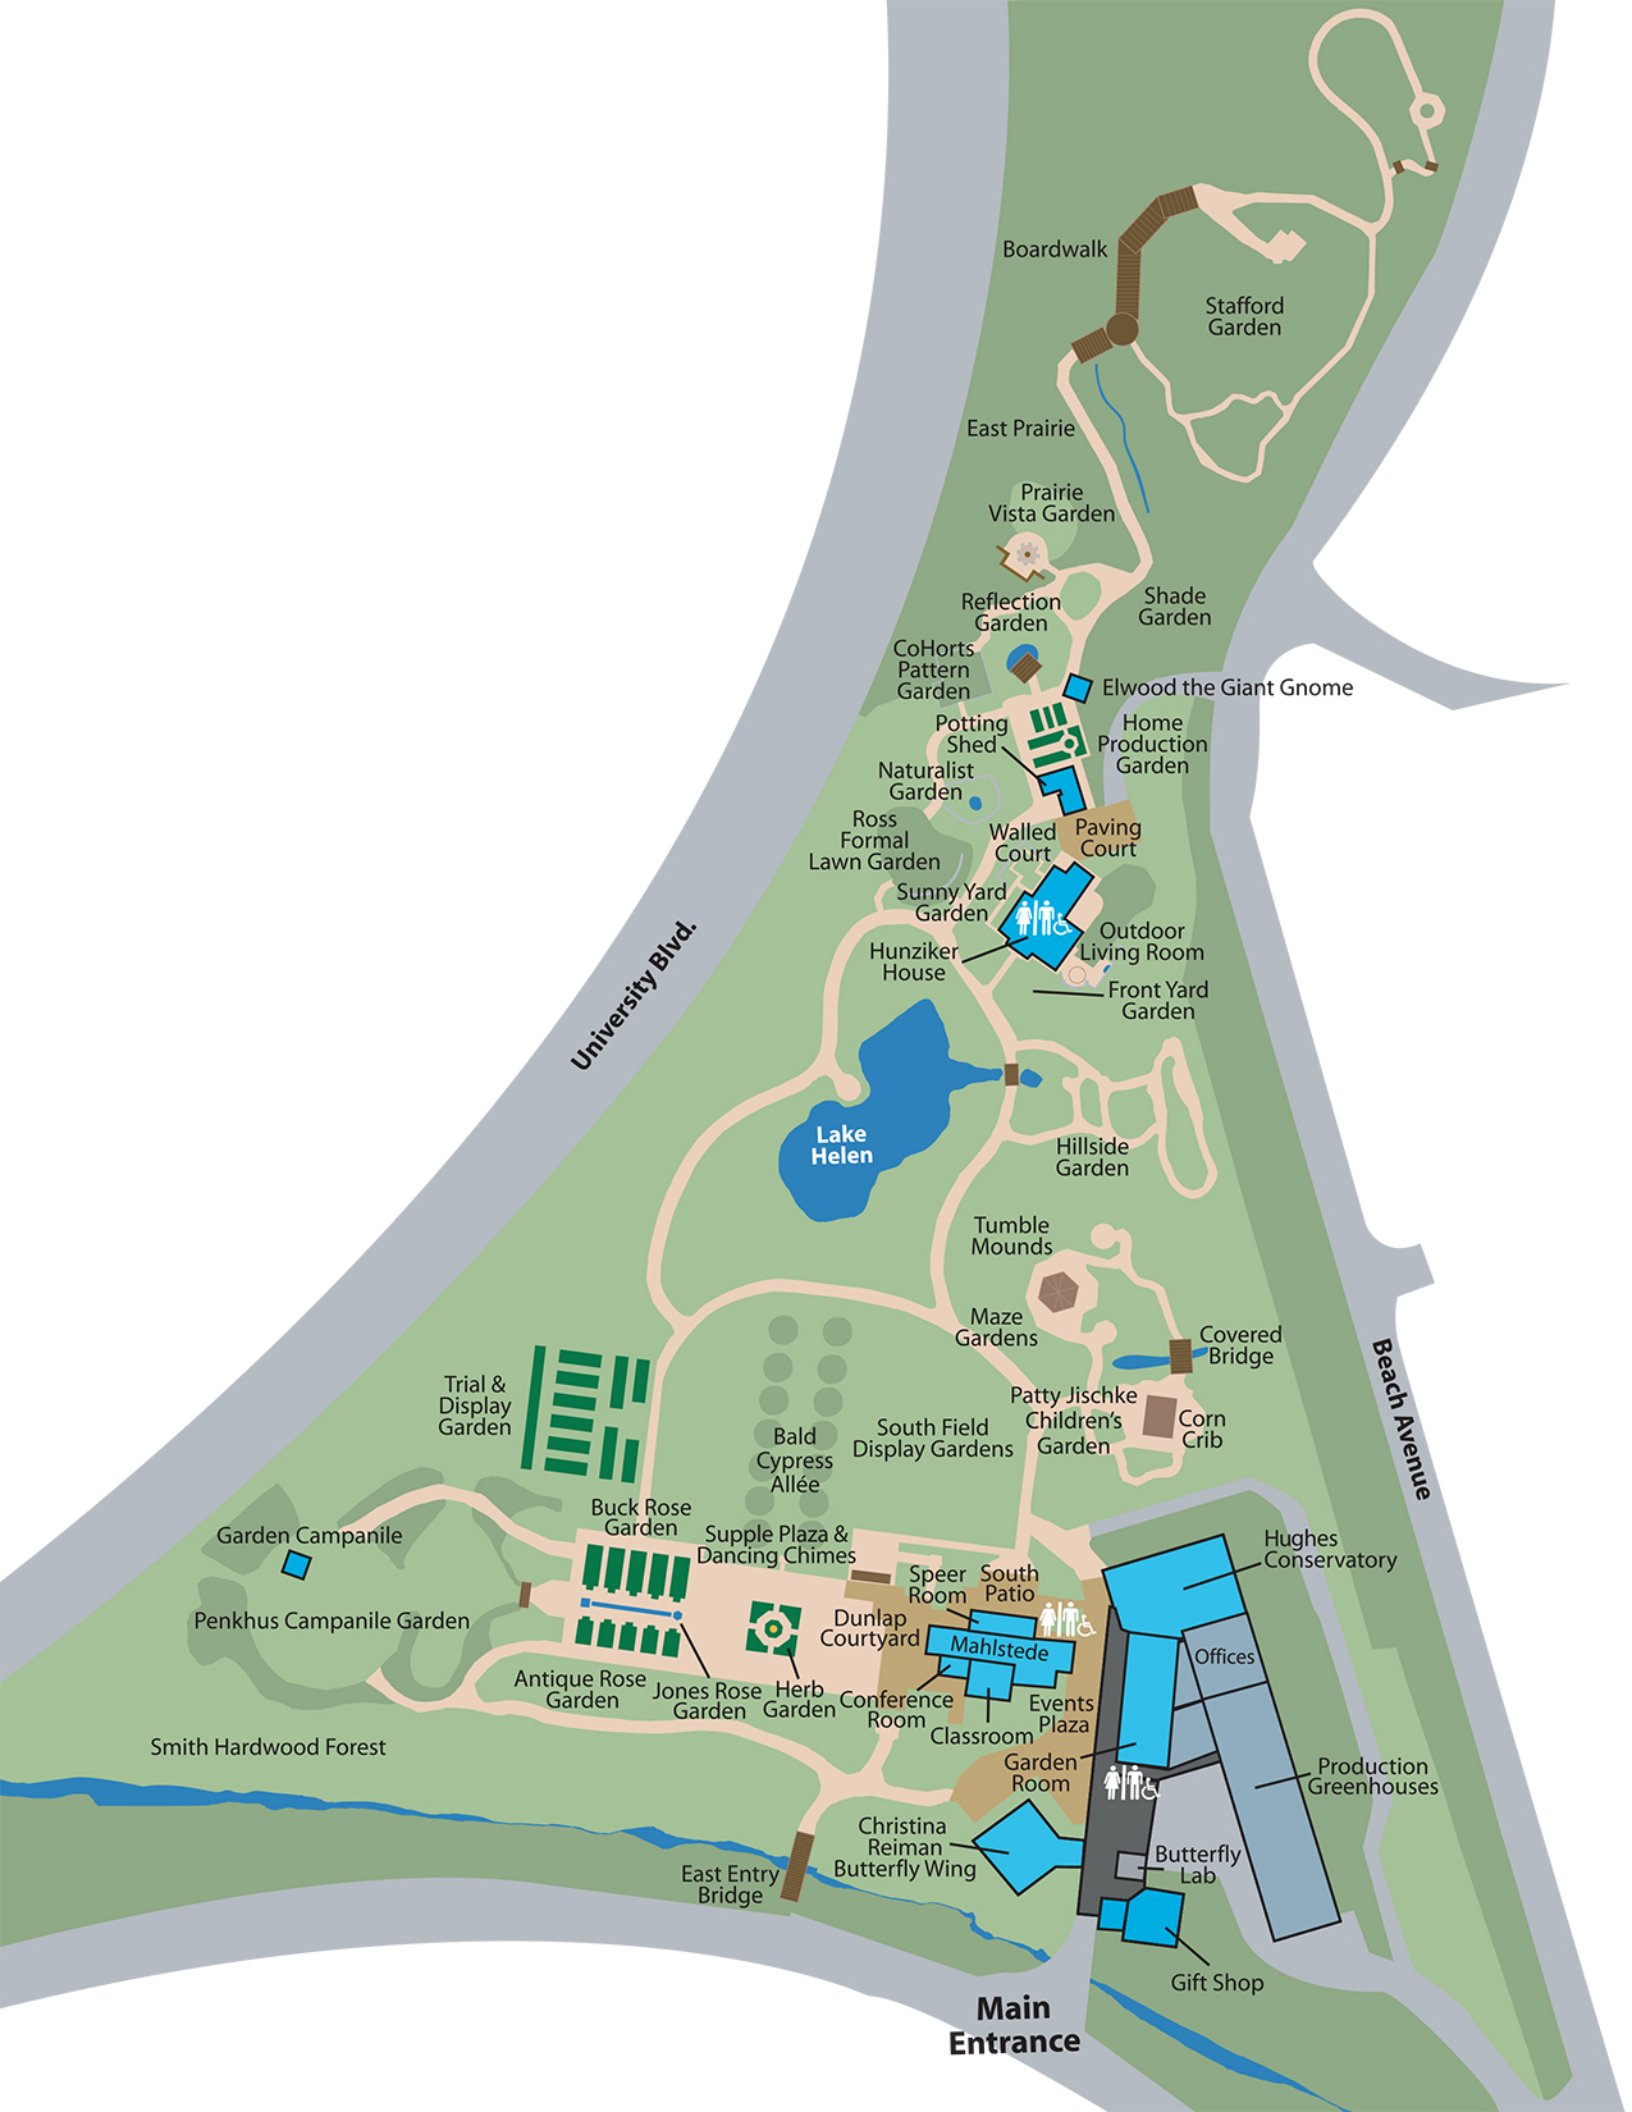 Boardwalk
Stafford
Garden
East Prairie
Prairie
Vista Garden
Reflection
Garden
Shade
Garden
CoHorts
Pattern
Garden
Elwood the Giant Gnome
Potting
Shed
Home
Production
Garden
Naturalist
Garden
Ross
Formal
Lawn Garden
Walled
Court
Paving
Court
Sunny Yard
Garden
Hunziker
House
Outdoor
Living Room
Front Yard
Garden
University Blvd.
Lake
Helen
Hillside
Garden
Tumble
Mounds
Maze
Gardens
Covered
Bridge
Beach Avenue
Trial &
Display
Garden
Patty Jischke
Children's
Garden
Corn
Crib
South Field
Display Gardens
Bald
Cypress
Allée
Buck Rose
Garden
Supple Plaza &
Dancing Chimes
Garden Campanile
Hughes
Conservatory
Speer
Room
South
Patio
Penkhus Campanile Garden
Dunlap
Courtyard
Mahlstede
Offices
Antique Rose
Garden
Jones Rose
Garden
Herb
Garden
Conference
Room
Classroom
Events
Plaza
Smith Hardwood Forest
Garden
Room
Production
Greenhouses
Christina
Reiman
Butterfly Wing
Butterfly
Lab
East Entry
Bridge
Gift Shop
Main
Entrance